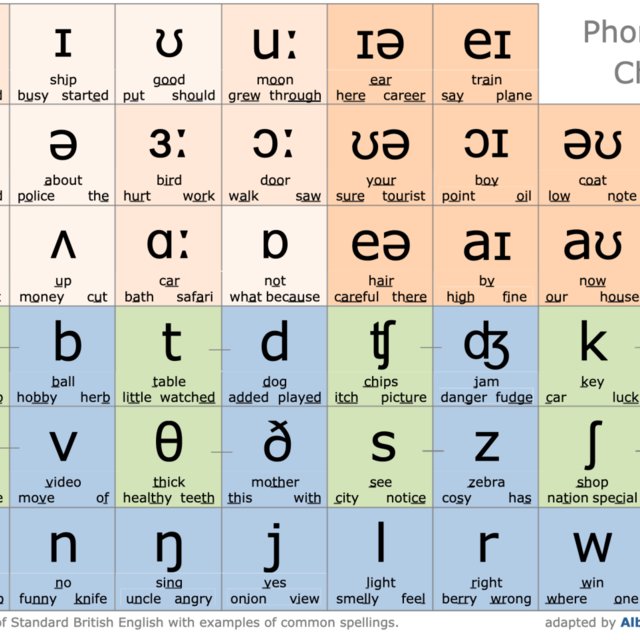 ɪ ʊ uː ɪə eɪ
ship good moon ear train
busy started put should grew through here career say plane
ə ɜː ɔː ʊə ɔɪ əʊ
about bird door your boy coat
police the hurt work walk saw sure tourist point oil low note
ʌ ɑː ɒ eə aɪ aʊ
up car not hair by now
money cut bath safari what because careful there high fine our house
b t d ʧ ʤ k
ball table dog chips jam key
hobby herb little watched added played itch picture danger fudge car luck
v θ ð s z ʃ
video thick mother see zebra shop
move of healthy teeth this with city notice cosy has nation special
n ŋ j l r w
no sing yes light right win
funny knife uncle angry onion view smelly feel berry wrong where one
of Standard British English with examples of common spellings. adapted by